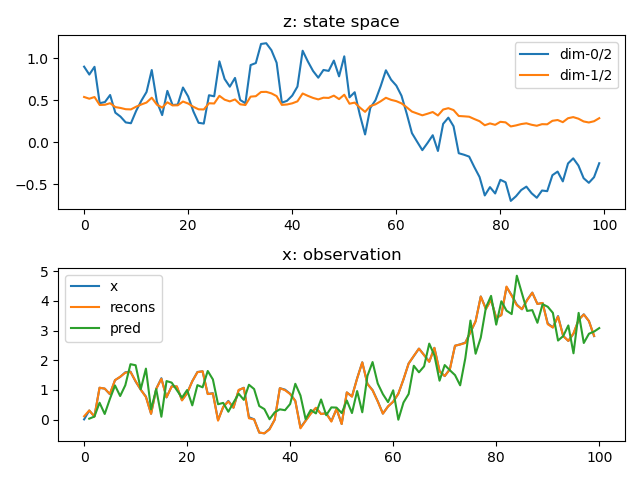 z: state space
1.0
0.5
0.0
−0.5
dim-0/2
dim-1/2
0 20 40 60 80 100
x: observation
5
4
3
2
1
0
x
recons
pred
0 20 40 60 80 100